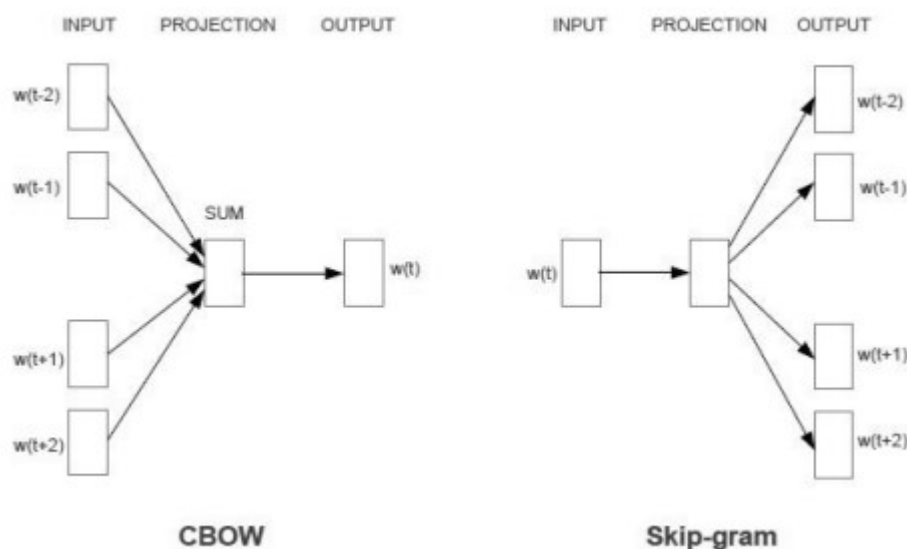 INPUT PROJECTION OUTPUT
w(t-2)
w(t-1)
SUM
w(t)
w(t+1)
w(t+2)
CBOW
INPUT PROJECTION OUTPUT
w(t-2)
w(t-1)
w(t)
w(t+1)
w(t+2)
Skip-gram